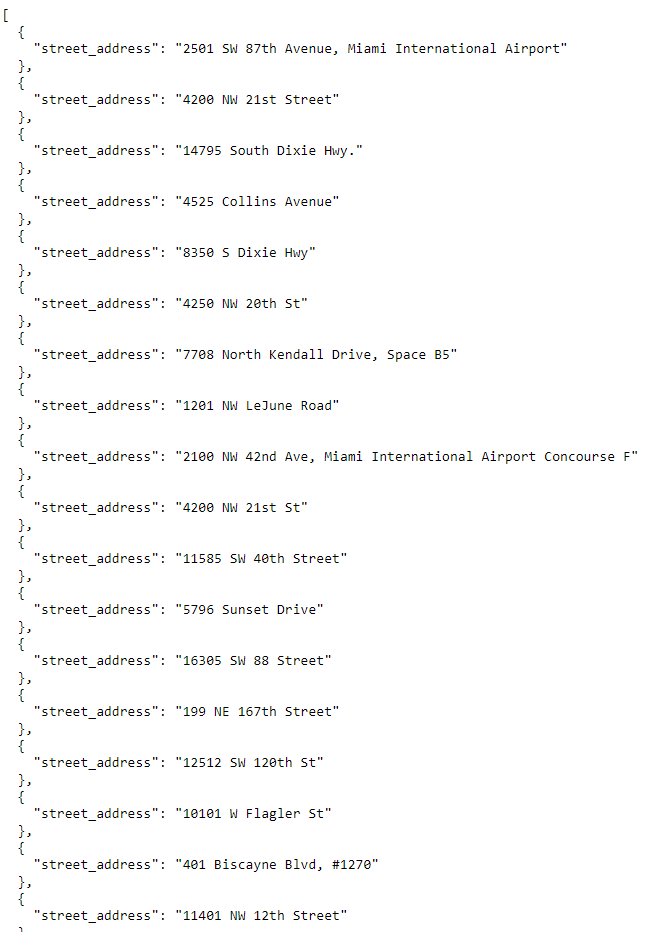 [
  {
    "street_address": "2501 SW 87th Avenue, Miami International Airport"
  },
  {
    "street_address": "4200 NW 21st Street"
  },
  {
    "street_address": "14795 South Dixie Hwy."
  },
  {
    "street_address": "4525 Collins Avenue"
  },
  {
    "street_address": "8350 S Dixie Hwy"
  },
  {
    "street_address": "4250 NW 20th St"
  },
  {
    "street_address": "7708 North Kendall Drive, Space B5"
  },
  {
    "street_address": "1201 NW LeJune Road"
  },
  {
    "street_address": "2100 NW 42nd Ave, Miami International Airport Concourse F"
  },
  {
    "street_address": "4200 NW 21st St"
  },
  {
    "street_address": "11585 SW 40th Street"
  },
  {
    "street_address": "5796 Sunset Drive"
  },
  {
    "street_address": "16305 SW 88 Street"
  },
  {
    "street_address": "199 NE 167th Street"
  },
  {
    "street_address": "12512 SW 120th St"
  },
  {
    "street_address": "10101 W Flagler St"
  },
  {
    "street_address": "401 Biscayne Blvd, #1270"
  },
  {
    "street_address": "11401 NW 12th Street"
  }